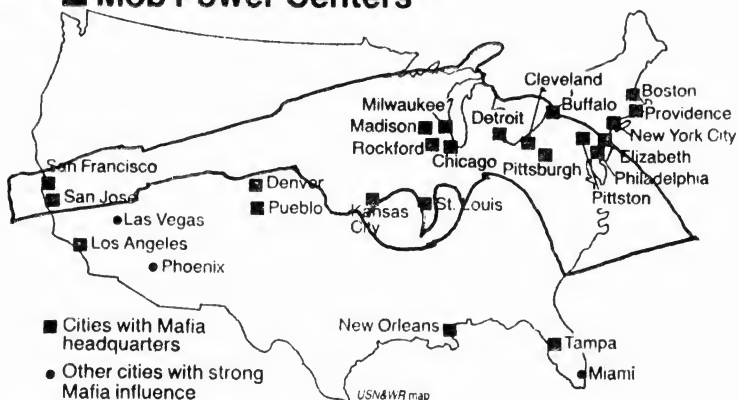 Mob Power Centers
Cleveland
Boston
Milwaukee
Detroit
Buffalo
Providence
Madison
New York City
Rockford
Chicago
Pittsburgh
Elizabeth
Philadelphia
Pittston
San Francisco
San Jose
Denver
Pueblo
Kansas
City
St. Louis
Las Vegas
Los Angeles
Phoenix
Cities with Mafia
headquarters
New Orleans
Tampa
Miami
Other cities with strong
Mafia influence
USN&WR map